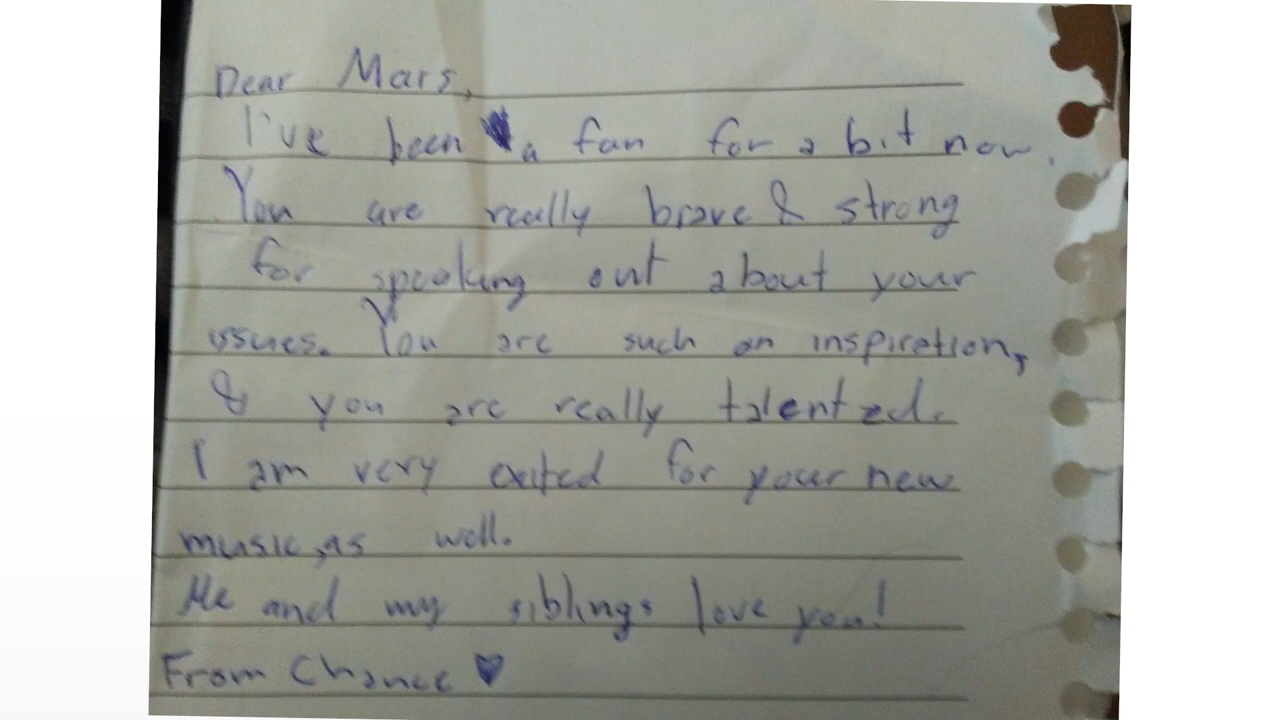 Dear Mars,
I've been a fan for a bit now.
You are really brave & strong
for speaking out about your
issues. You are such an inspiration,
& you are really talented.
I am very exited for your new
music, as well.
Me and my siblings love you!
From Chance ♥